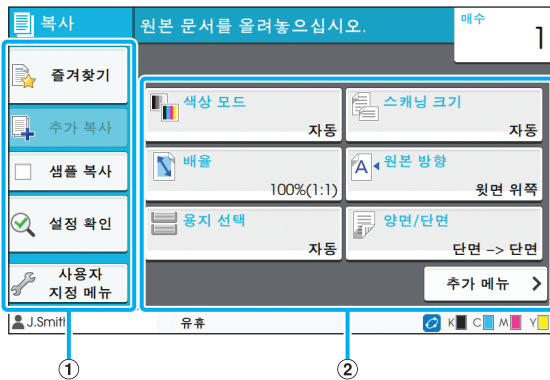 복사
원본 문서를 올려놓으십시오.
매수
1
즐겨찾기
추가 복사
샘플 복사
설정 확인
사용자
지정 메뉴
색상 모드
자동
스캐닝 크기
자동
배율
100%(1:1)
원본 방향
윗면 위쪽
용지 선택
자동
양면/단면
단면 –> 단면
추가 메뉴
J.Smith
유휴
K C M Y
① ②